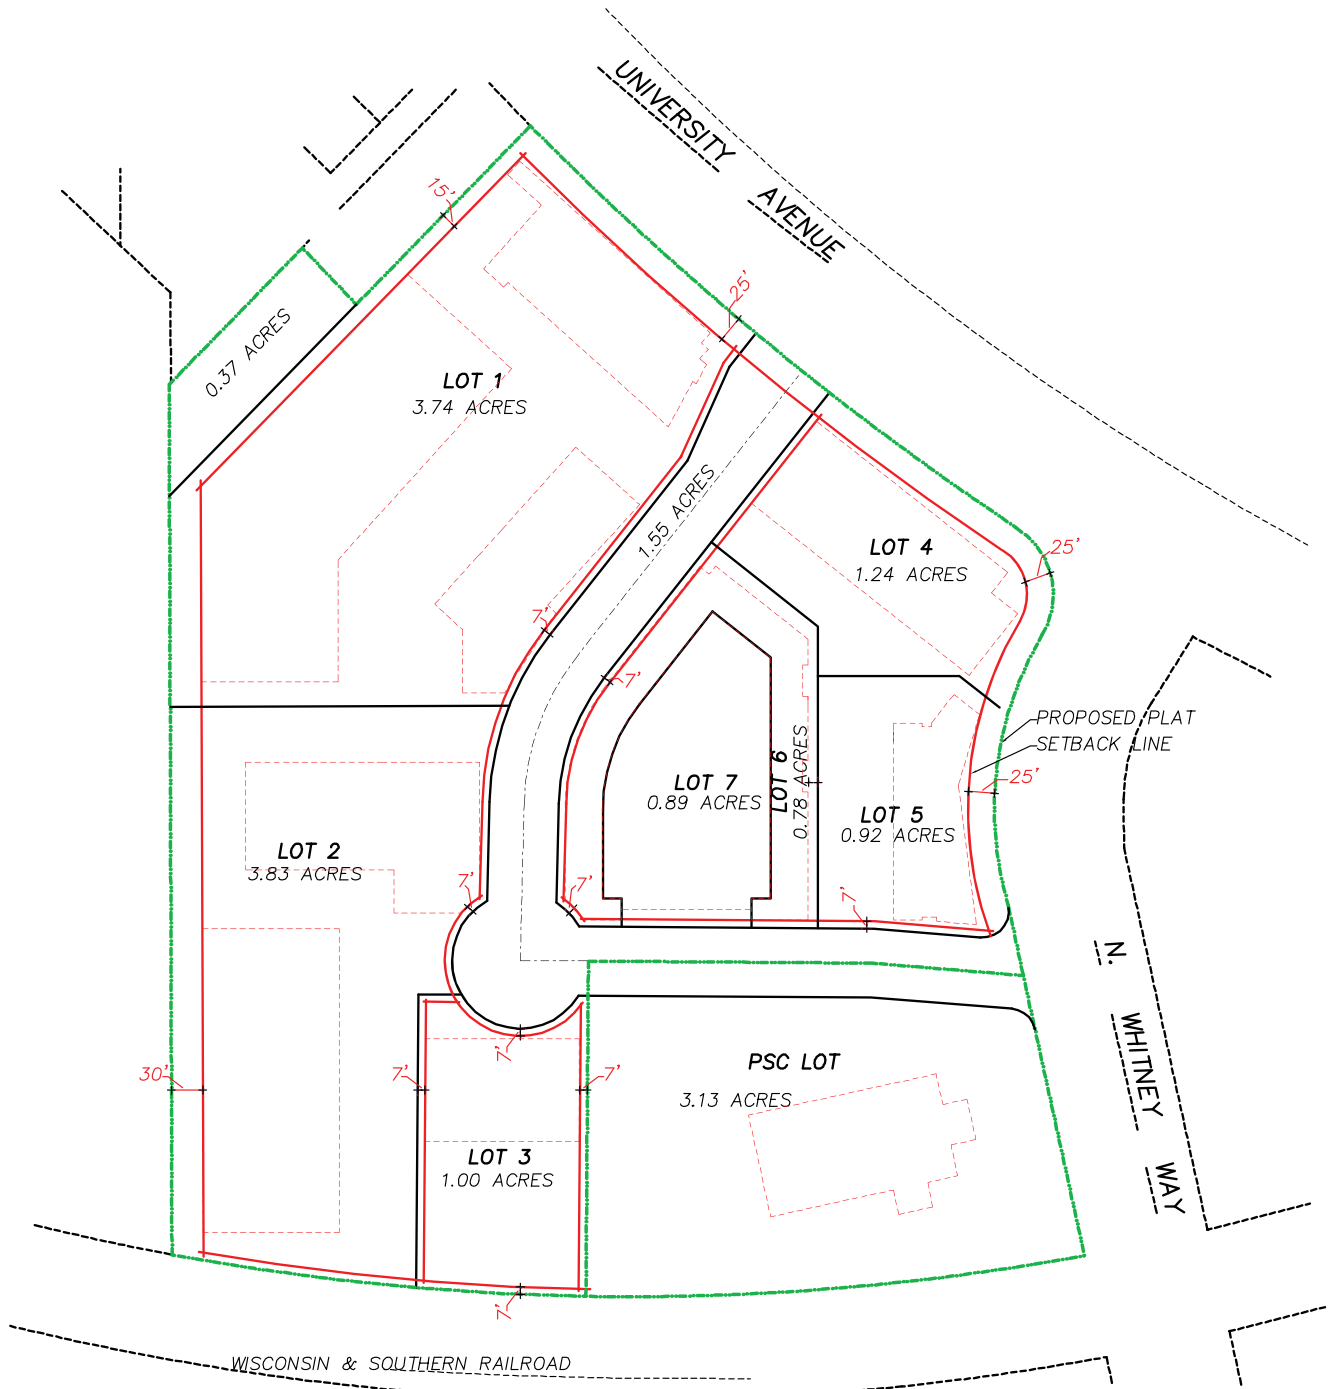 UNIVERSITY
AVENUE
15'
25'
0.37 ACRES
LOT 1
3.74 ACRES
1.55 ACRES
LOT 4
1.24 ACRES
25'
7'
7'
PROPOSED PLAT
SETBACK LINE
LOT 7
0.89 ACRES
LOT 6
0.78 ACRES
25'
LOT 5
0.92 ACRES
LOT 2
3.83 ACRES
7'
7'
7'
N.
WHITNEY
WAY
7'
30'
7'
7'
PSC LOT
3.13 ACRES
LOT 3
1.00 ACRES
7'
WISCONSIN & SOUTHERN RAILROAD